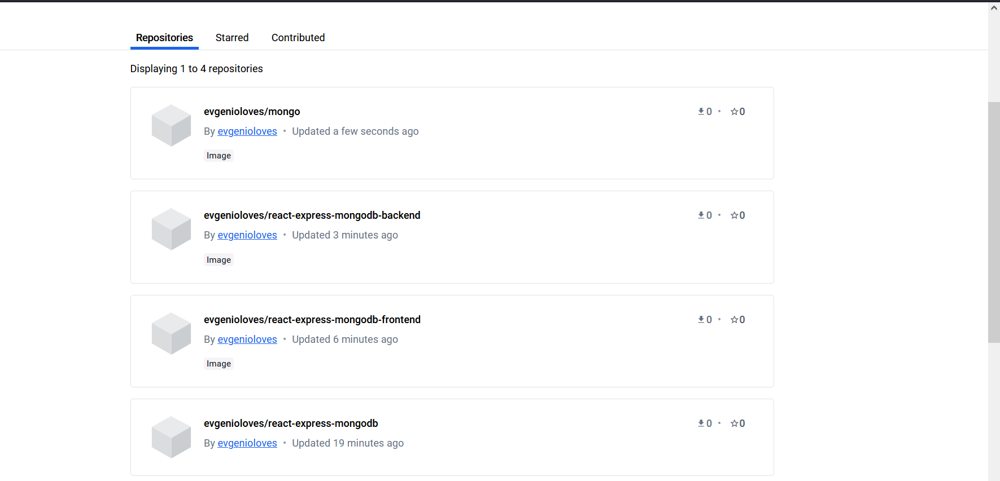 Repositories Starred Contributed
Displaying 1 to 4 repositories
evgenioloves/mongo 0 • 0
By evgenioloves • Updated a few seconds ago
Image
evgenioloves/react-express-mongodb-backend 0 • 0
By evgenioloves • Updated 3 minutes ago
Image
evgenioloves/react-express-mongodb-frontend 0 • 0
By evgenioloves • Updated 6 minutes ago
Image
evgenioloves/react-express-mongodb 0 • 0
By evgenioloves • Updated 19 minutes ago